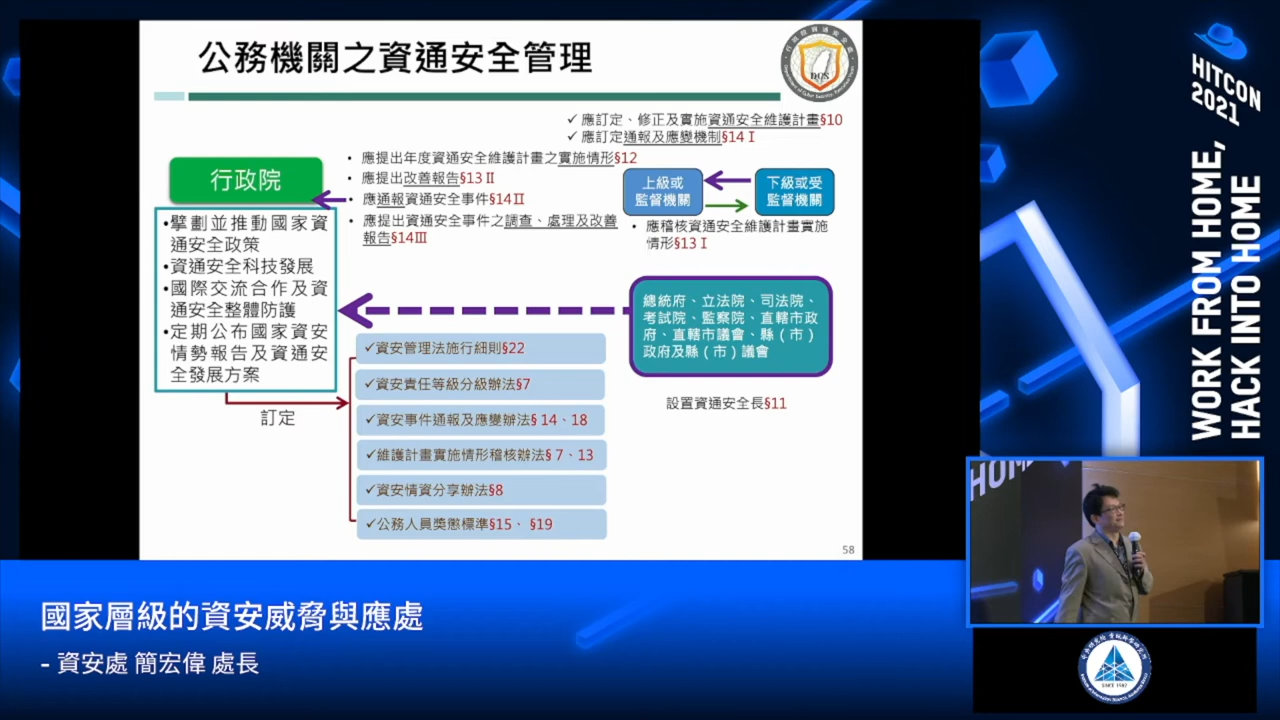 公務機關之資通安全管理
DCS
✓ 應訂定、修正及實施資通安全維護計畫§10
✓ 應訂定通報及應變機制§14 I
• 應提出年度資通安全維護計畫之實施情形§12
• 應提出改善報告§13 II
• 應通報資通安全事件§14 II
• 應提出資通安全事件之調查、處理及改善
報告§14III
行政院
•擘劃並推動國家資
通安全政策
•資通安全科技發展
•國際交流合作及資
通安全整體防護
•定期公布國家資安
情勢報告及資通安
全發展方案
上級或
監督機關
下級或受
監督機關
• 應稽核資通安全維護計畫實施
情形§13 I
總統府、立法院、司法院、
考試院、監察院、直轄市政
府、直轄市議會、縣（市）
政府及縣（市）議會
設置資通安全長§11
訂定
✓資安管理法施行細則§22
✓資安責任等級分級辦法§7
✓資安事件通報及應變辦法§ 14、18
✓維護計畫實施情形稽核辦法§ 7、13
✓資安情資分享辦法§8
✓公務人員獎懲標準§15、 §19
58
HITCON
2021
WORK FROM HOME,
HACK INTO HOME
HOM
國家層級的資安威脅與應處
- 資安處 簡宏偉 處長
SINCE 1982